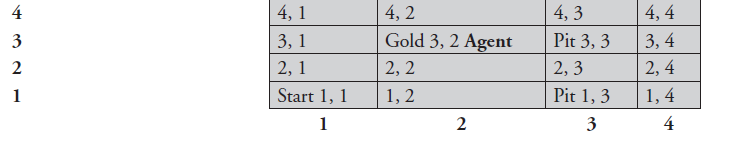 4 4, 1 4, 2 4, 3 4, 4
3 3, 1 Gold 3, 2 Agent Pit 3, 3 3, 4
2 2, 1 2, 2 2, 3 2, 4
1 Start 1, 1 1, 2 Pit 1, 3 1, 4
1 2 3 4